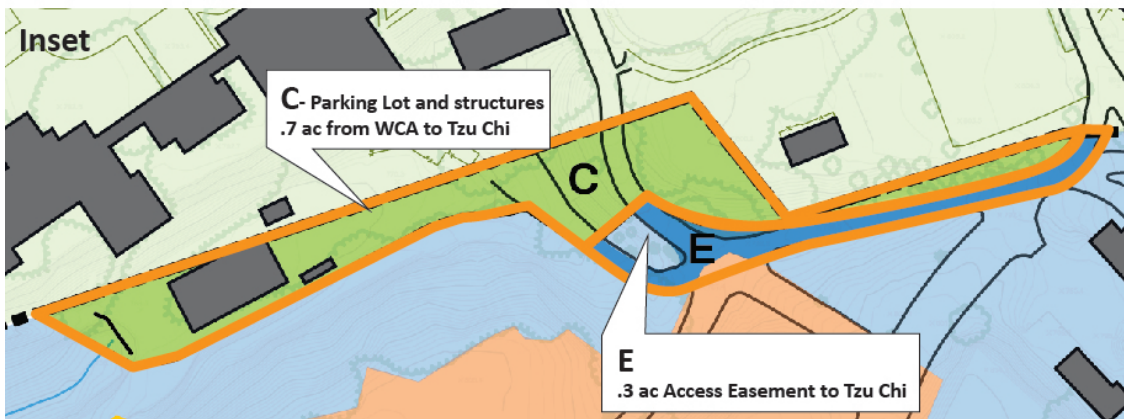 Inset
C- Parking Lot and structures
.7 ac from WCA to Tzu Chi
C
E
E
.3 ac Access Easement to Tzu Chi